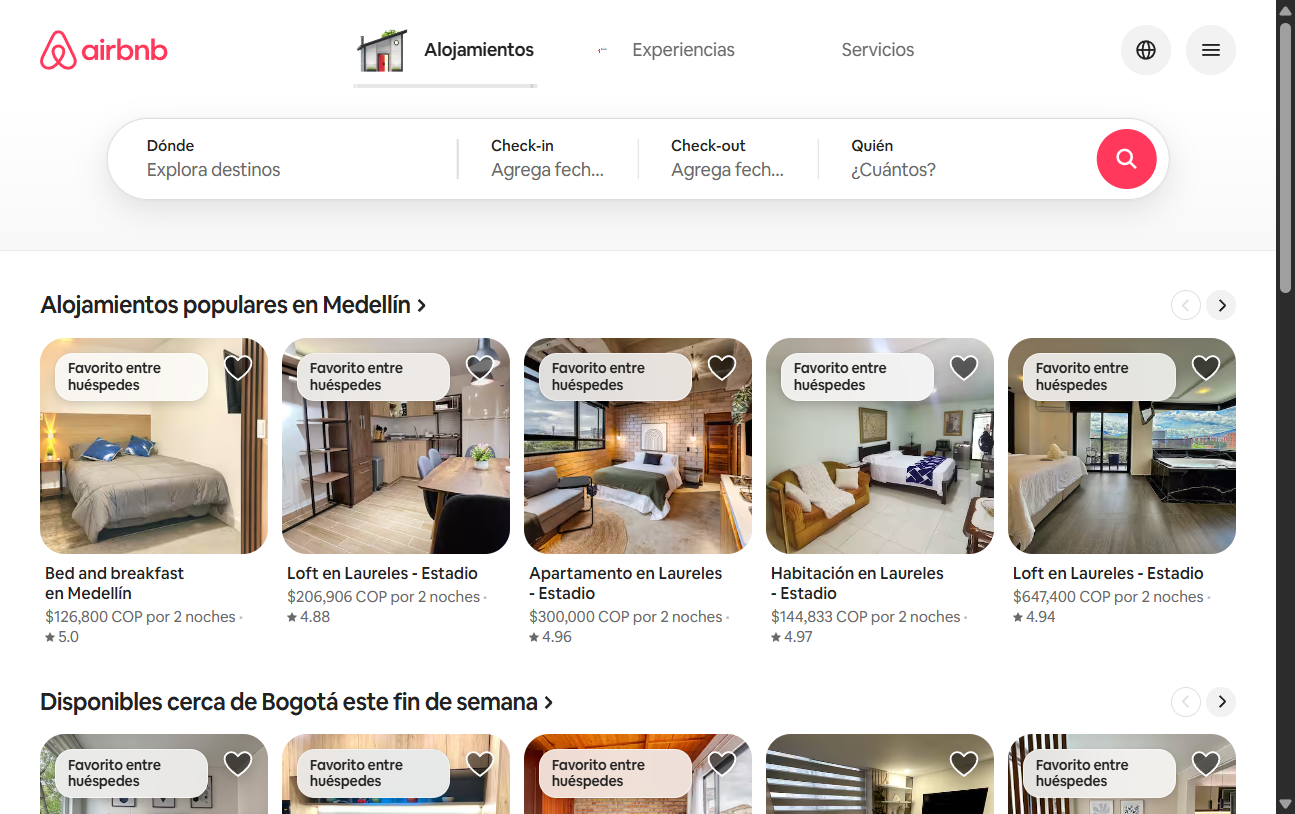 airbnb
Alojamientos
Experiencias
Servicios
Dónde
Explora destinos
Check-in
Agrega fech...
Check-out
Agrega fech...
Quién
¿Cuántos?
Alojamientos populares en Medellín
Favorito entre
huéspedes
Favorito entre
huéspedes
Favorito entre
huéspedes
Favorito entre
huéspedes
Favorito entre
huéspedes
Bed and breakfast
en Medellín
$126,800 COP por 2 noches ·
★ 5.0
Loft en Laureles - Estadio
$206,906 COP por 2 noches ·
★ 4.88
Apartamento en Laureles
- Estadio
$300,000 COP por 2 noches ·
★ 4.96
Habitación en Laureles
- Estadio
$144,833 COP por 2 noches ·
★ 4.97
Loft en Laureles - Estadio
$647,400 COP por 2 noches ·
★ 4.94
Disponibles cerca de Bogotá este fin de semana
Favorito entre
huéspedes
Favorito entre
huéspedes
Favorito entre
huéspedes
Favorito entre
huéspedes